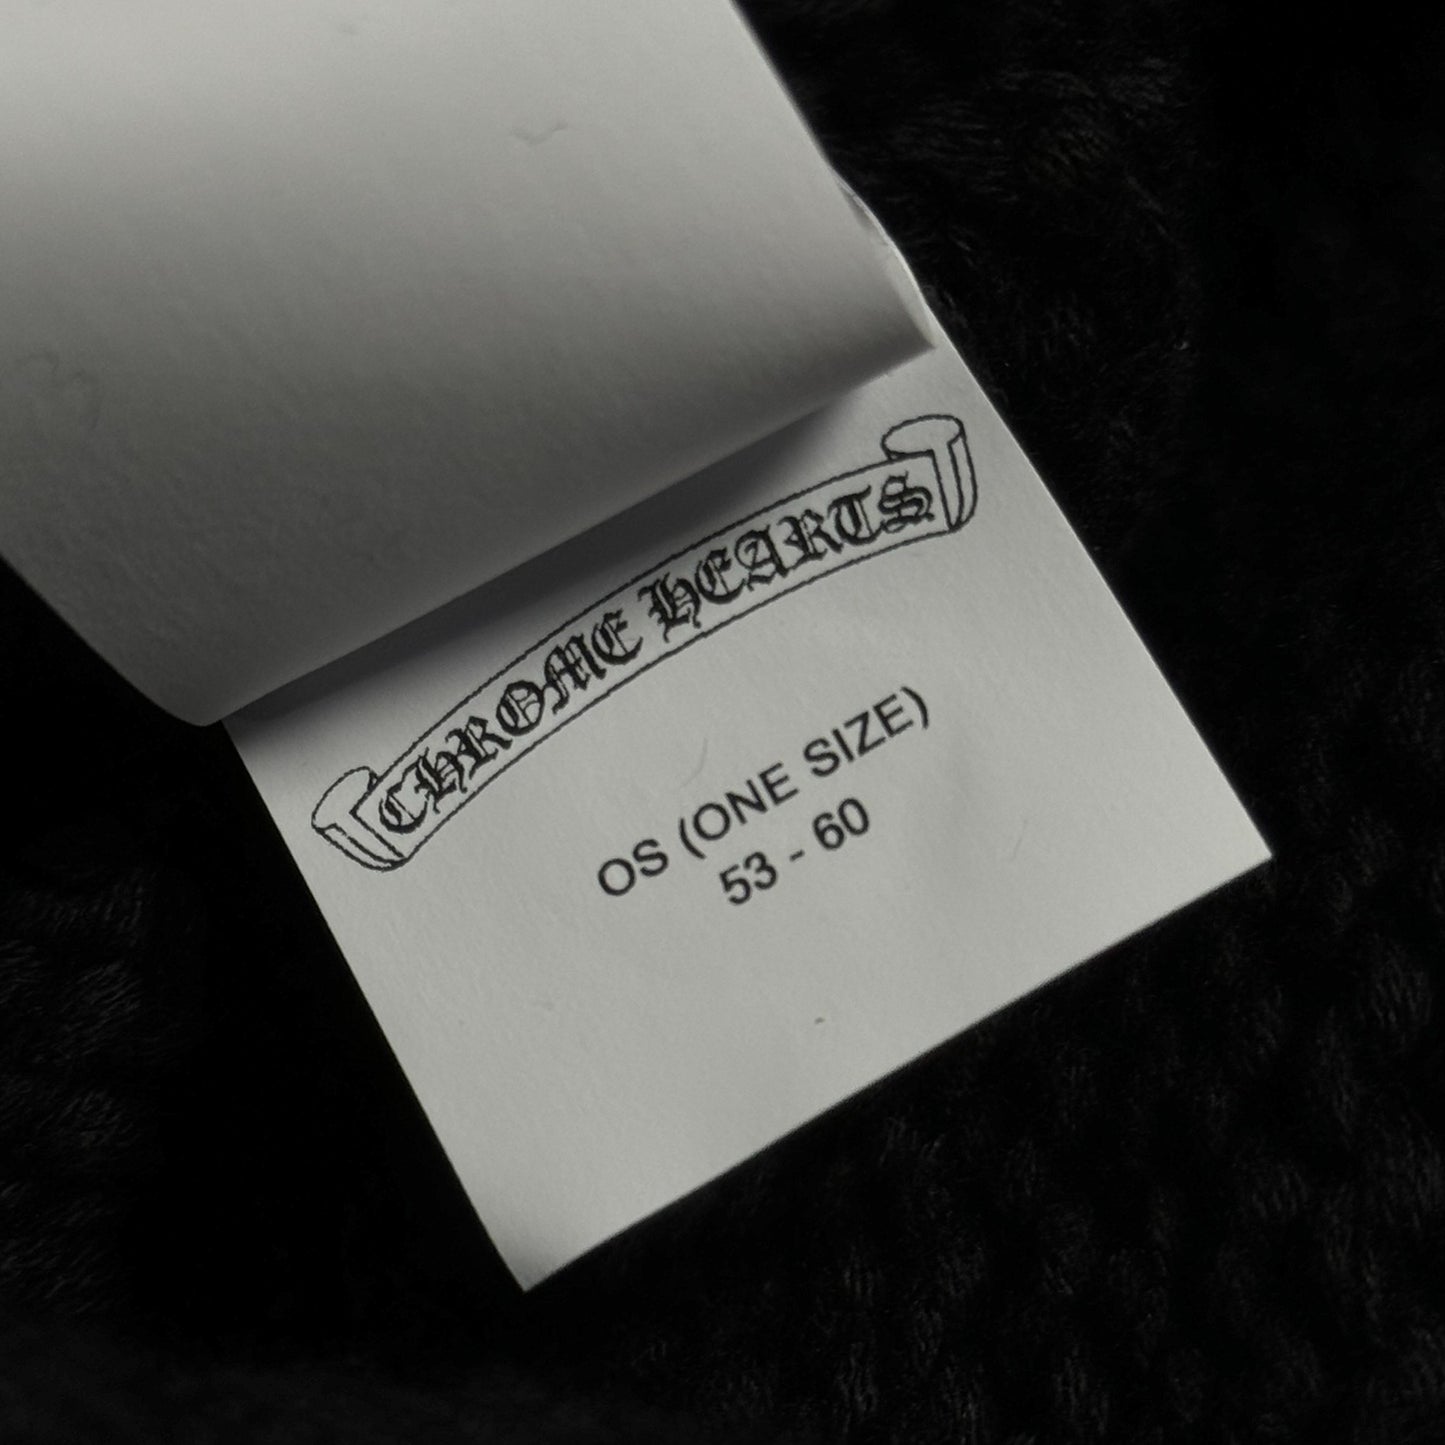 CHROME HEARTS
OS (ONE SIZE)
53 - 60